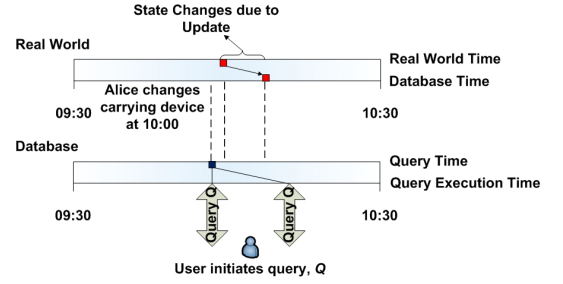 State Changes due to
Update
Real World
Real World Time
Database Time
Alice changes
carrying device
at 10:00
09:30
10:30
Database
Query Time
Query Execution Time
Query Q
Query Q
09:30
10:30
User initiates query, Q